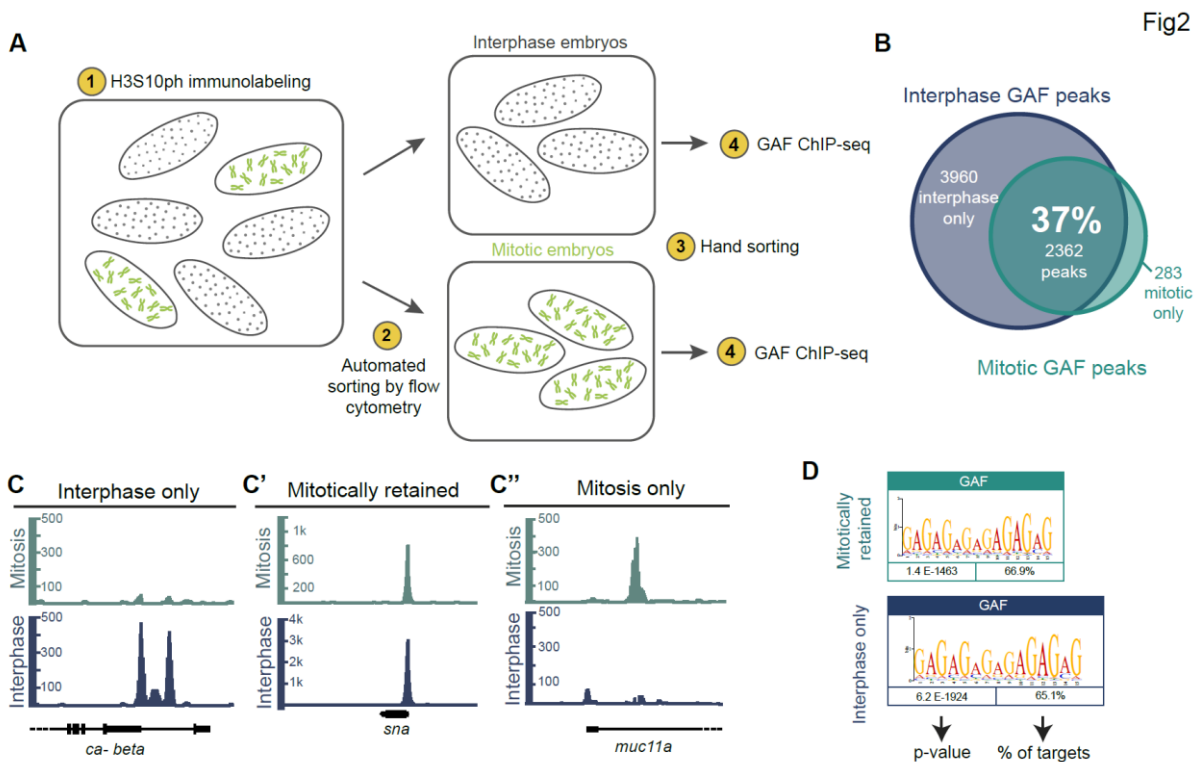 Fig2
A
1 H3S10ph immunolabeling
Interphase embryos
4 GAF ChIP-seq
Mitotic embryos
3 Hand sorting
2
Automated
sorting by flow
cytometry
4 GAF ChIP-seq
B
Interphase GAF peaks
3960
interphase
only
37%
2362
peaks
283
mitotic
only
Mitotic GAF peaks
C
Interphase only
Mitosis
500
300
100
Interphase
500
300
100
ca- beta
C'
Mitotically retained
Mitosis
1k
600
200
Interphase
4k
3k
2k
1k
sna
C''
Mitosis only
Mitosis
500
300
100
Interphase
500
300
100
muc11a
D
Mitotically
retained
GAF
GAGAGAGAGAGAGAG
1.4 E-1463
66.9%
Interphase only
GAF
GAGAGAGAGAGAGAG
6.2 E-1924
65.1%
p-value
% of targets